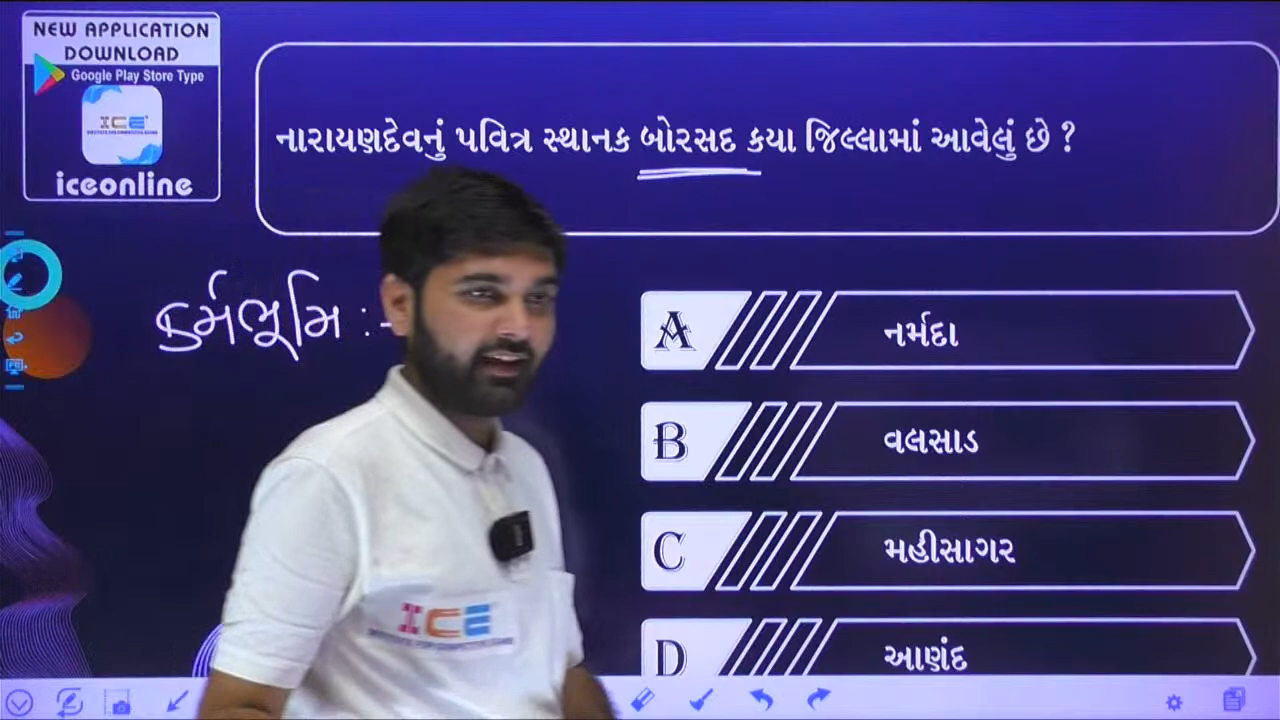 NEW APPLICATION
DOWNLOAD
Google Play Store Type
ICE
iceonline
નારાયણદેવનું પવિત્ર સ્થાનક બોરસદ કયા જિલ્લામાં આવેલું છે ?
કર્મભૂમિ :-
A નર્મદા
B વલસાડ
C મહીસાગર
D આણંદ
ICE